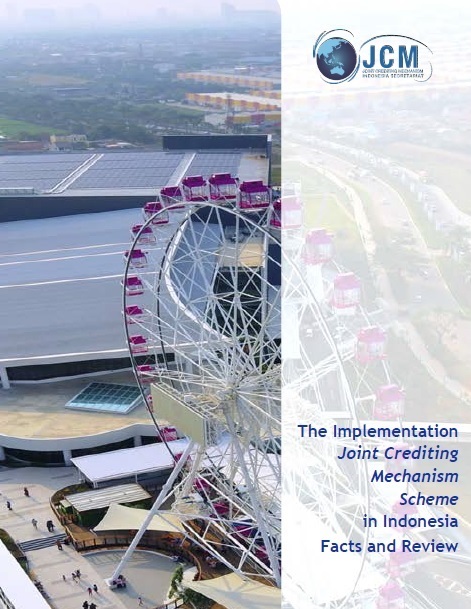 JCM
JOINT CREDITING MECHANISM
INDONESIA SECRETARIAT
The Implementation
Joint Crediting
Mechanism
Scheme
in Indonesia
Facts and Review